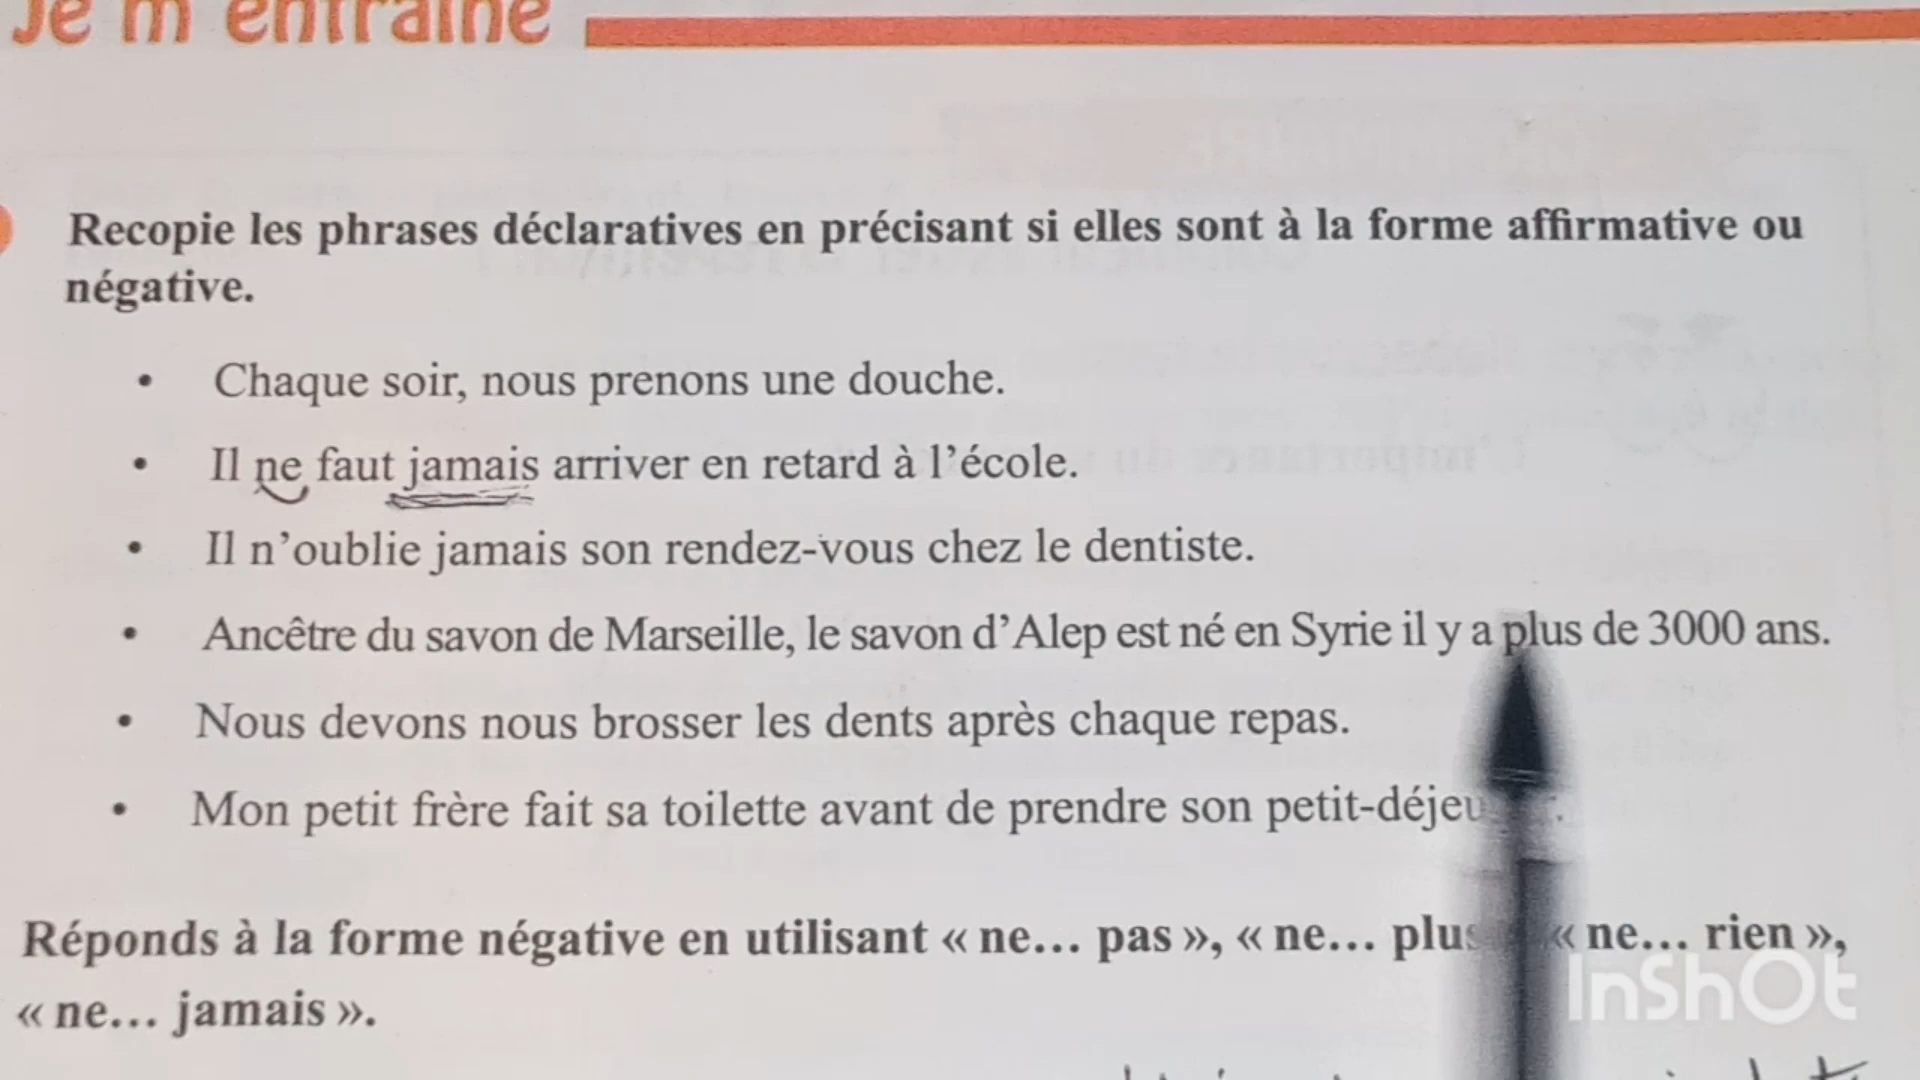 Je m'entraîne
Recopie les phrases déclaratives en précisant si elles sont à la forme affirmative ou
négative.
• Chaque soir, nous prenons une douche.
• Il ne faut jamais arriver en retard à l'école.
• Il n'oublie jamais son rendez-vous chez le dentiste.
• Ancêtre du savon de Marseille, le savon d'Alep est né en Syrie il y a plus de 3000 ans.
• Nous devons nous brosser les dents après chaque repas.
• Mon petit frère fait sa toilette avant de prendre son
Réponds à la forme négative en utilisant « ne... pas », « ne... plus « ne... rien »,
« ne... jamais ».
InShOt